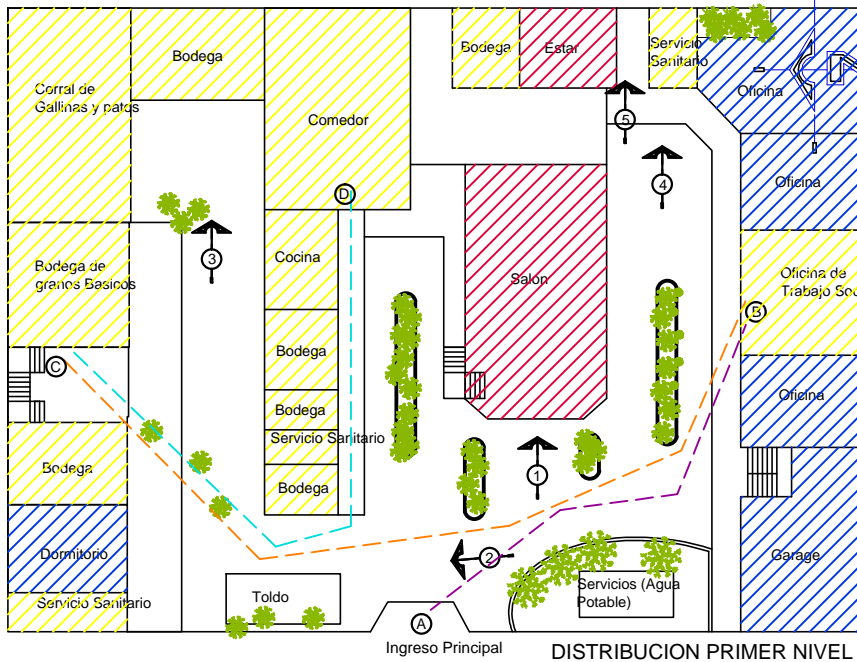 Bodega
Corral de
Gallinas y patos
Comedor
Bodega
Estar
Servicio
Sanitario
Oficina
5
4
Oficina
D
3
Cocina
Bodega de
granos Basicos
Salon
Oficina de
Trabajo Soc
B
C
Bodega
Oficina
Bodega
Servicio Sanitario
Bodega
Bodega
1
2
Dormitorio
Garage
Servicios (Agua
Potable)
Toldo
Servicio Sanitario
A
Ingreso Principal
DISTRIBUCION PRIMER NIVEL